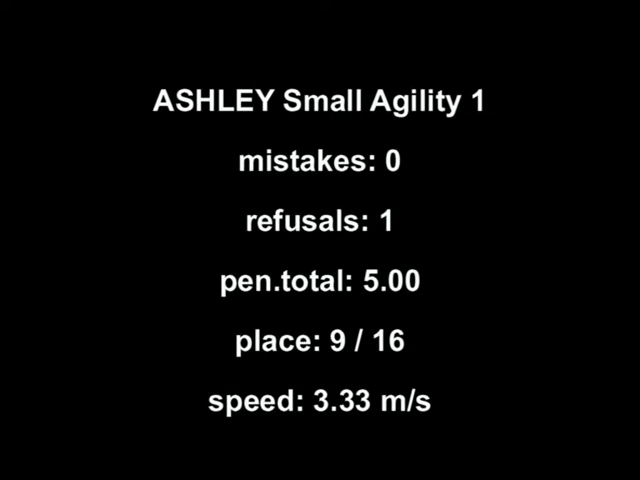 ASHLEY Small Agility 1
mistakes: 0
refusals: 1
pen.total: 5.00
place: 9 / 16
speed: 3.33 m/s